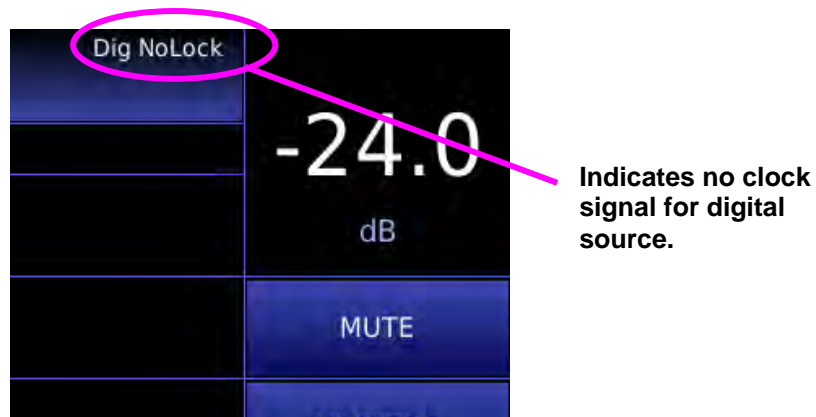 Dig NoLock
-24.0
dB
Indicates no clock
signal for digital
source.
MUTE